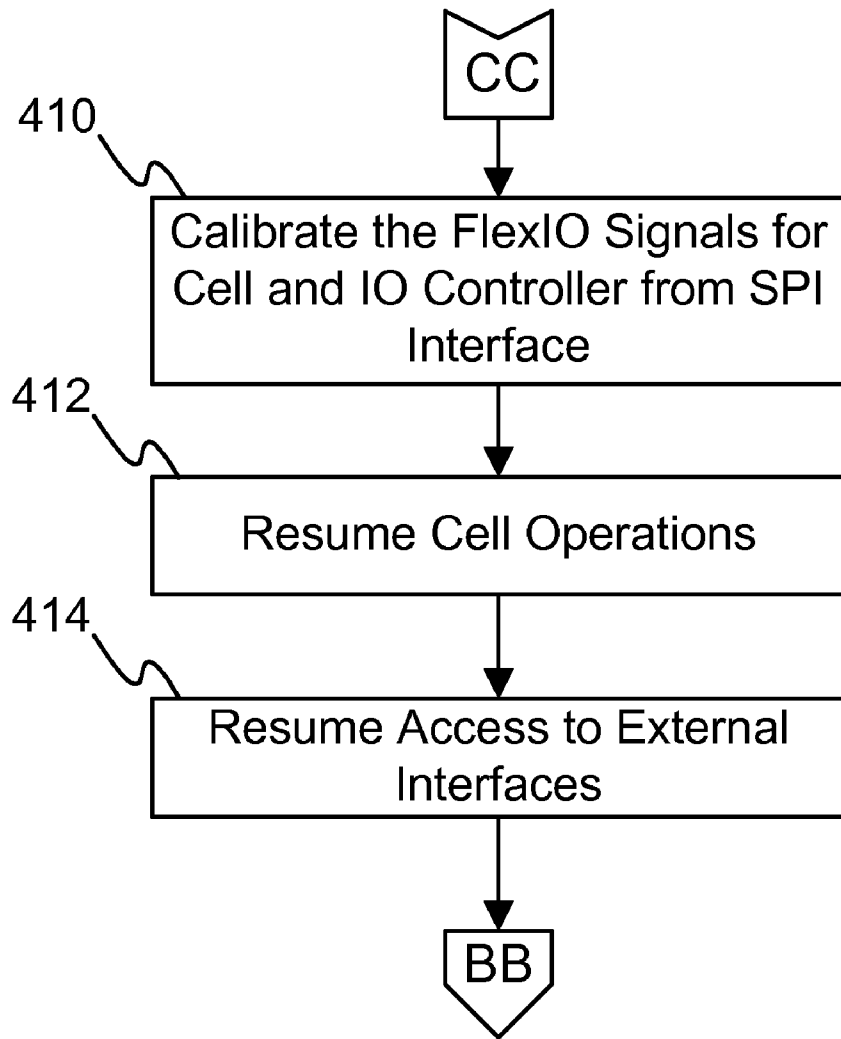 CC
410
Calibrate the FlexIO Signals for
Cell and IO Controller from SPI
Interface
412
Resume Cell Operations
414
Resume Access to External
Interfaces
BB